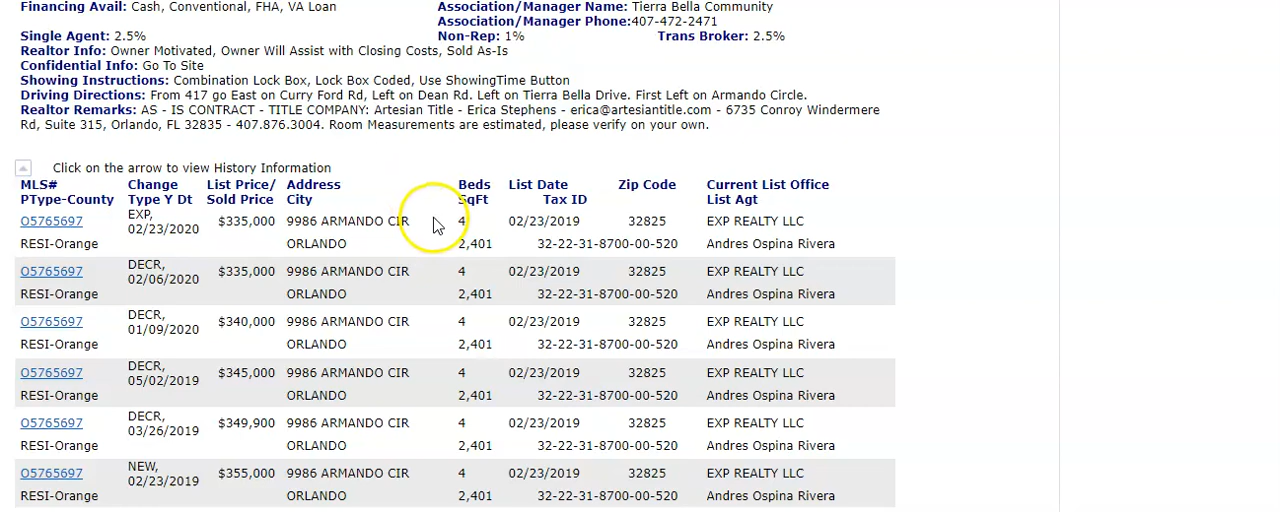 Financing Avail: Cash, Conventional, FHA, VA Loan Association/Manager Name: Tierra Bella Community
Association/Manager Phone:407-472-2471
Single Agent: 2.5% Non-Rep: 1% Trans Broker: 2.5%
Realtor Info: Owner Motivated, Owner Will Assist with Closing Costs, Sold As-Is
Confidential Info: Go To Site
Showing Instructions: Combination Lock Box, Lock Box Coded, Use ShowingTime Button
Driving Directions: From 417 go East on Curry Ford Rd, Left on Dean Rd. Left on Tierra Bella Drive. First Left on Armando Circle.
Realtor Remarks: AS - IS CONTRACT - TITLE COMPANY: Artesian Title - Erica Stephens - erica@artesiantitle.com - 6735 Conroy Windermere
Rd, Suite 315, Orlando, FL 32835 - 407.876.3004. Room Measurements are estimated, please verify on your own.
Click on the arrow to view History Information
MLS# Change List Price/ Address Beds List Date Zip Code Current List Office
PType-County Type Y Dt Sold Price City SqFt Tax ID List Agt
O5765697 EXP, 02/23/2020 $335,000 9986 ARMANDO CIR 4 02/23/2019 32825 EXP REALTY LLC
RESI-Orange ORLANDO 2,401 32-22-31-8700-00-520 Andres Ospina Rivera
O5765697 DECR, 02/06/2020 $335,000 9986 ARMANDO CIR 4 02/23/2019 32825 EXP REALTY LLC
RESI-Orange ORLANDO 2,401 32-22-31-8700-00-520 Andres Ospina Rivera
O5765697 DECR, 01/09/2020 $340,000 9986 ARMANDO CIR 4 02/23/2019 32825 EXP REALTY LLC
RESI-Orange ORLANDO 2,401 32-22-31-8700-00-520 Andres Ospina Rivera
O5765697 DECR, 05/02/2019 $345,000 9986 ARMANDO CIR 4 02/23/2019 32825 EXP REALTY LLC
RESI-Orange ORLANDO 2,401 32-22-31-8700-00-520 Andres Ospina Rivera
O5765697 DECR, 03/26/2019 $349,900 9986 ARMANDO CIR 4 02/23/2019 32825 EXP REALTY LLC
RESI-Orange ORLANDO 2,401 32-22-31-8700-00-520 Andres Ospina Rivera
O5765697 NEW, 02/23/2019 $355,000 9986 ARMANDO CIR 4 02/23/2019 32825 EXP REALTY LLC
RESI-Orange ORLANDO 2,401 32-22-31-8700-00-520 Andres Ospina Rivera